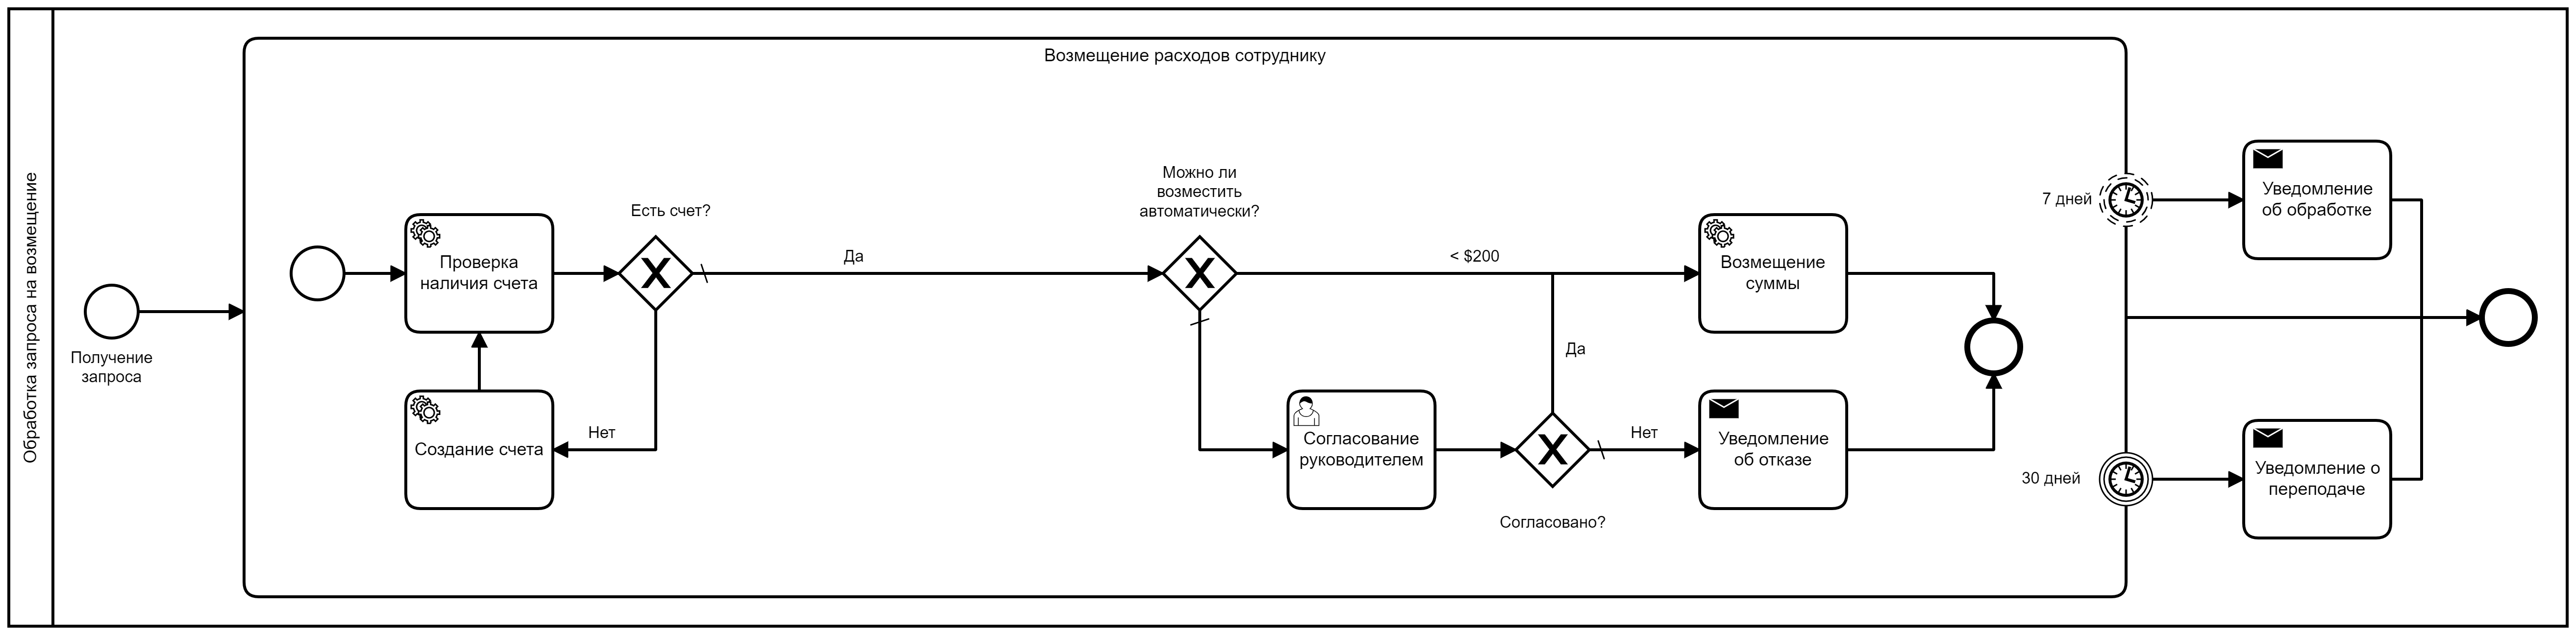 Обработка запроса на возмещение
Возмещение расходов сотруднику
Получение
запроса
Проверка
наличия счета
Есть счет?
Да
Нет
Создание счета
Можно ли
возместить
автоматически?
< $200
Возмещение
суммы
Согласование
руководителем
Да
Согласовано?
Нет
Уведомление
об отказе
7 дней
Уведомление
об обработке
30 дней
Уведомление о
переподаче